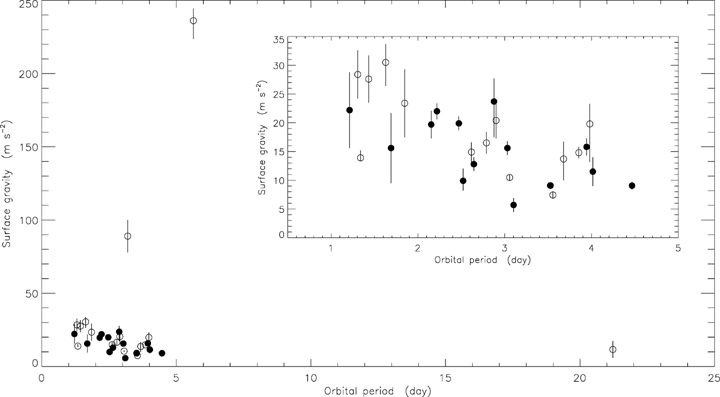 250
200
150
100
50
0
Surface gravity (m s⁻²)
0 5 10 15 20 25
Orbital period (day)
35
30
25
20
15
10
5
0
Surface gravity (m s⁻²)
1 2 3 4 5
Orbital period (day)